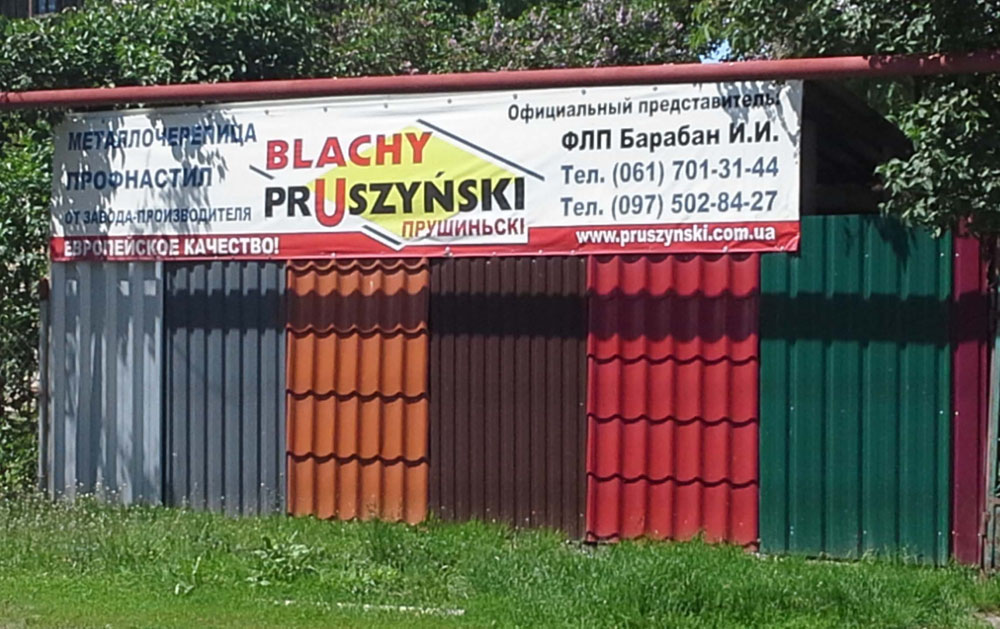 МЕТАЛЛОЧЕРЕПИЦА
ПРОФНАСТИЛ
ОТ ЗАВОДА-ПРОИЗВОДИТЕЛЯ
ЕВРОПЕЙСКОЕ КАЧЕСТВО!
BLACHY
PRUSZYŃSKI
ПРУШИНЬСКІ
Официальный представитель:
ФЛП Барабан И.И.
Тел. (061) 701-31-44
Тел. (097) 502-84-27
www.pruszynski.com.ua